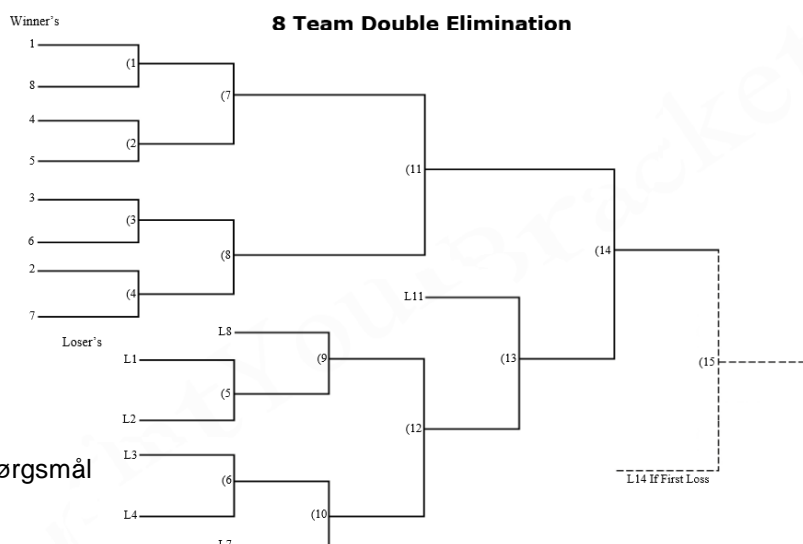 Winner's
8 Team Double Elimination
1
(1
8
(7
4
(2
5
(11
3
(3
6
(8
2
(4
7
(14
L11
Loser's
L8
L1
(9
(13
(15
(5
L2
(12
L3
ørgsmål
(6
L14 If First Loss
L4
(10
L7